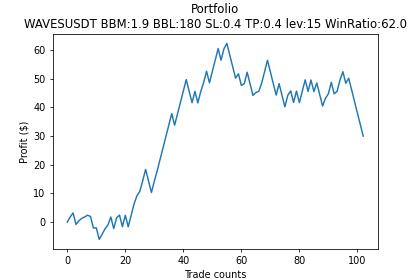 Portfolio
WAVESUSDT BBM:1.9 BBL:180 SL:0.4 TP:0.4 lev:15 WinRatio:62.0
60
50
40
30
20
10
0
Profit ($)
0 20 40 60 80 100
Trade counts